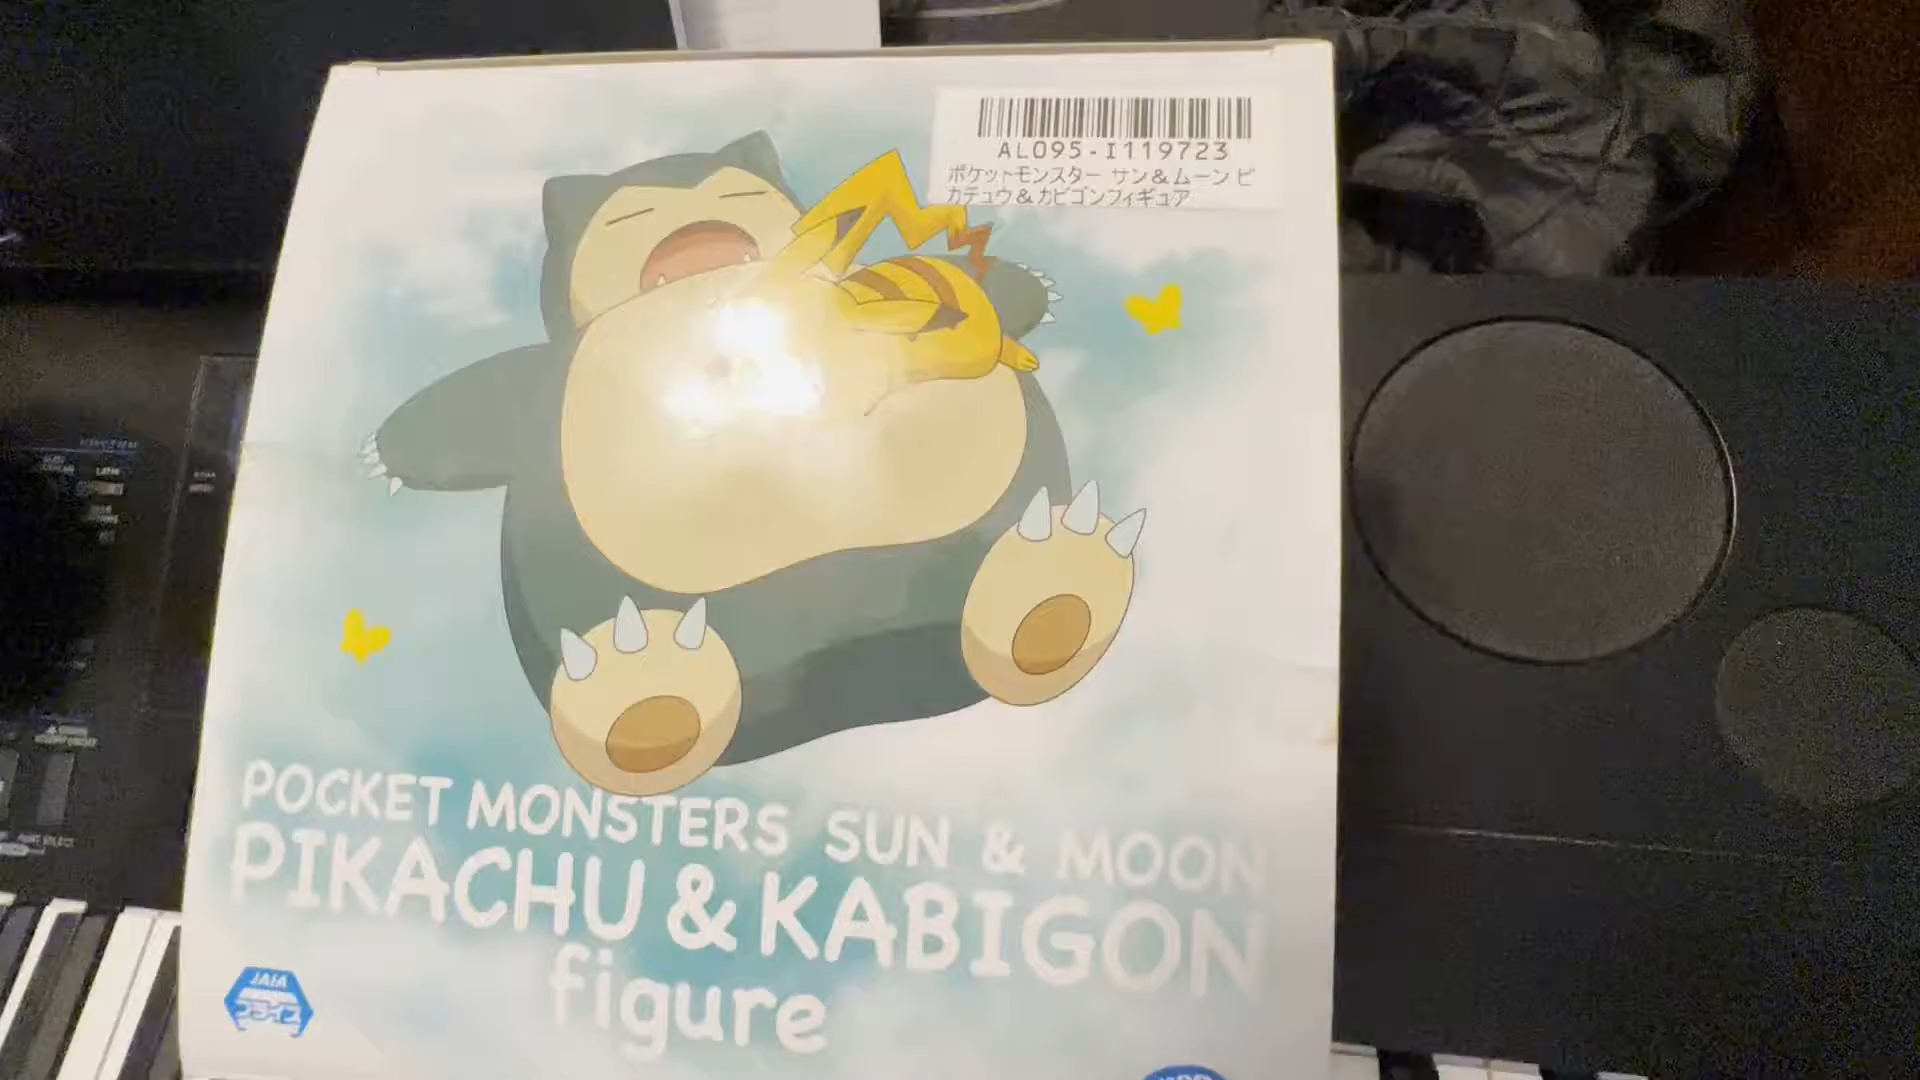 AL095-I119723
ポケットモンスター サン&ムーン ピ
カチュウ&カビゴンフィギュア
POCKET MONSTERS SUN & MOON
PIKACHU & KABIGON
figure
JAIA
プライズ